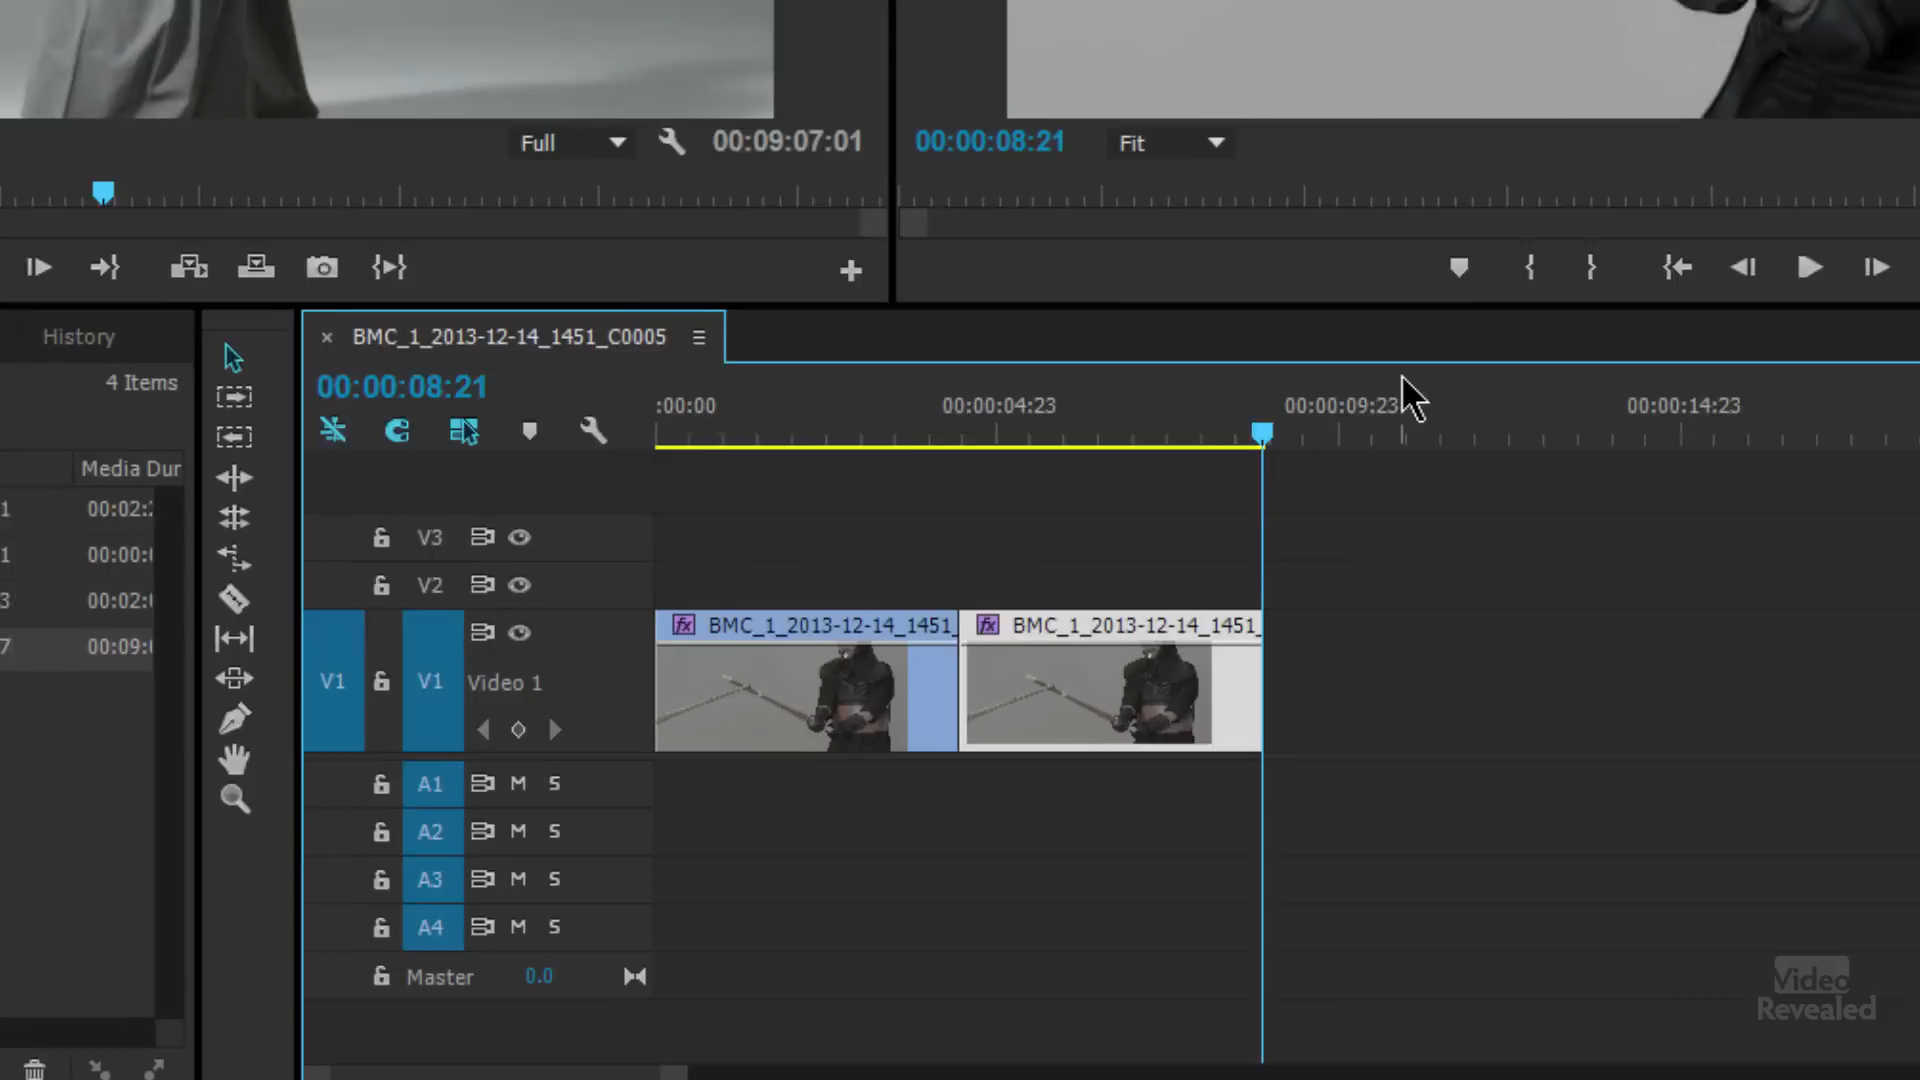 Full
00:09:07:01
00:00:08:21
Fit
History
4 Items
Media Dur
1
00:02:
1
00:00:
3
00:02:
7
00:09:
BMC_1_2013-12-14_1451_C0005
00:00:08:21
:00:00
00:00:04:23
00:00:09:23
00:00:14:23
V3
V2
V1
V1
Video 1
fx BMC_1_2013-12-14_1451_
fx BMC_1_2013-12-14_1451_
A1 M S
A2 M S
A3 M S
A4 M S
Master 0.0
Video
Revealed